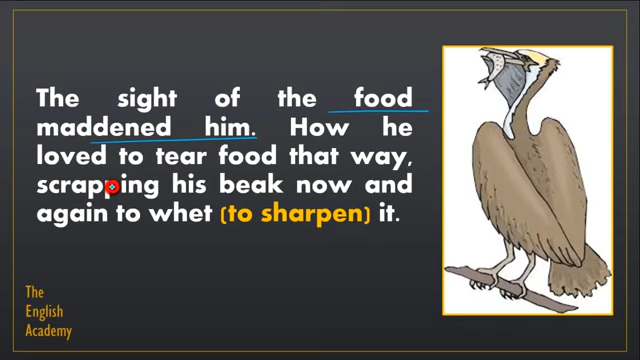 The sight of the food
maddened him. How he
loved to tear food that way,
scrapping his beak now and
again to whet (to sharpen) it.
The
English
Academy